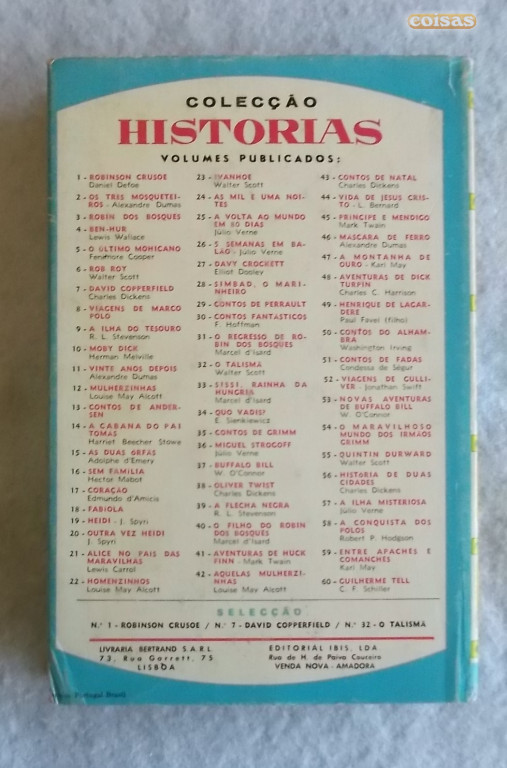 coisas
COLECÇÃO
HISTORIAS
VOLUMES PUBLICADOS:
1 - ROBINSON CRUSOE
Daniel Defoe
2 - OS TRES MOSQUETEI-
ROS - Alexandre Dumas
3 - ROBIN DOS BOSQUES
4 - BEN-HUR
Lewis Wallace
5 - O ÚLTIMO MOHICANO
Fenimore Cooper
6 - ROB ROY
Walter Scott
7 - DAVID COPPERFIELD
Charles Dickens
8 - VIAGENS DE MARCO
POLO
9 - A ILHA DO TESOURO
R. L. Stevenson
10 - MOBY DICK
Herman Melville
11 - VINTE ANOS DEPOIS
Alexandre Dumas
12 - MULHERZINHAS
Louise May Alcott
13 - CONTOS DE ANDER-
SEN
14 - A CABANA DO PAI
TOMAS
Harriet Beecher Stowe
15 - AS DUAS ORFÃS
Adolphe d'Emery
16 - SEM FAMILIA
Hector Mabot
17 - CORAÇÃO
Edmundo d'Amicis
18 - FABIOLA
19 - HEIDI - J. Spyri
20 - OUTRA VEZ HEIDI
J. Spyri
21 - ALICE NO PAIS DAS
MARAVILHAS
Lewis Carrol
22 - HOMENZINHOS
Louise May Alcott
23 - IVANHOE
Walter Scott
24 - AS MIL E UMA NOI-
TES
25 - A VOLTA AO MUNDO
EM 80 DIAS
Júlio Verne
26 - 5 SEMANAS EM BA-
LÃO - Júlio Verne
27 - DAVY CROCKETT
Elliot Dooley
28 - SIMBAD, O MARI-
NHEIRO
29 - CONTOS DE PERRAULT
30 - CONTOS FANTASTICOS
F. Hoffman
31 - O REGRESSO DE RO-
BIN DOS BOSQUES
Marcel d'Isard
32 - O TALISMA
Walter Scott
33 - SISSI, RAINHA DA
HUNGRIA
Marcel d'Isard
34 - QUO VADIS?
E. Sienkiewicz
35 - CONTOS DE GRIMM
36 - MIGUEL STROGOFF
Júlio Verne
37 - BUFFALO BILL
W. O'Connor
38 - OLIVER TWIST
Charles Dickens
39 - A FLECHA NEGRA
R. L. Stevenson
40 - O FILHO DO ROBIN
DOS BOSQUES
Marcel d'Isard
41 - AVENTURAS DE HUCK
FINN - Mark Twain
42 - AQUELAS MULHERZI-
NHAS
Louise May Alcott
43 - CONTOS DE NATAL
Charles Dickens
44 - VIDA DE JESUS CRIS-
TO - L. Bernard
45 - PRINCIPE E MENDIGO
Mark Twain
46 - MASCARA DE FERRO
Alexandre Dumas
47 - A MONTANHA DE
OURO - Karl May
48 - AVENTURAS DE DICK
TURPIN
Charles C. Harrison
49 - HENRIQUE DE LAGAR-
DERE
Paul Favel (filho)
50 - CONTOS DO ALHAM-
BRA
Washington Irving
51 - CONTOS DE FADAS
Condessa de Ségur
52 - VIAGENS DE GULLI-
VER - Jonathan Swift
53 - NOVAS AVENTURAS
DE BUFFALO BILL
W. O'Connor
54 - O MARAVILHOSO
MUNDO DOS IRMÃOS
GRIMM
55 - QUINTIN DURWARD
Walter Scott
56 - HISTORIA DE DUAS
CIDADES
Charles Dickens
57 - A ILHA MISTERIOSA
Júlio Verne
58 - A CONQUISTA DOS
POLOS
Robert P. Hodgson
59 - ENTRE APACHES E
COMANCHES
Karl May
60 - GUILHERME TELL
C. F. Schiller
SELECÇÃO
N.º 1 - ROBINSON CRUSOE / N.º 7 - DAVID COPPERFIELD / N.º 32 - O TALISMÃ
LIVRARIA BERTRAND S.A.R.L.
73, Rua Garrett, 75
LISBOA
EDITORIAL IBIS, LDA
Rua de H. de Paiva Couceiro
VENDA NOVA - AMADORA
Portugal Brasil